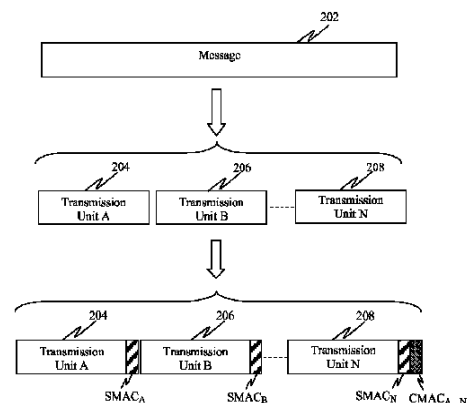 202
Message
204
206
208
Transmission Unit A
Transmission Unit B
Transmission Unit N
204
206
208
Transmission Unit A
Transmission Unit B
Transmission Unit N
SMACA
SMACB
SMACN
CMACA...N